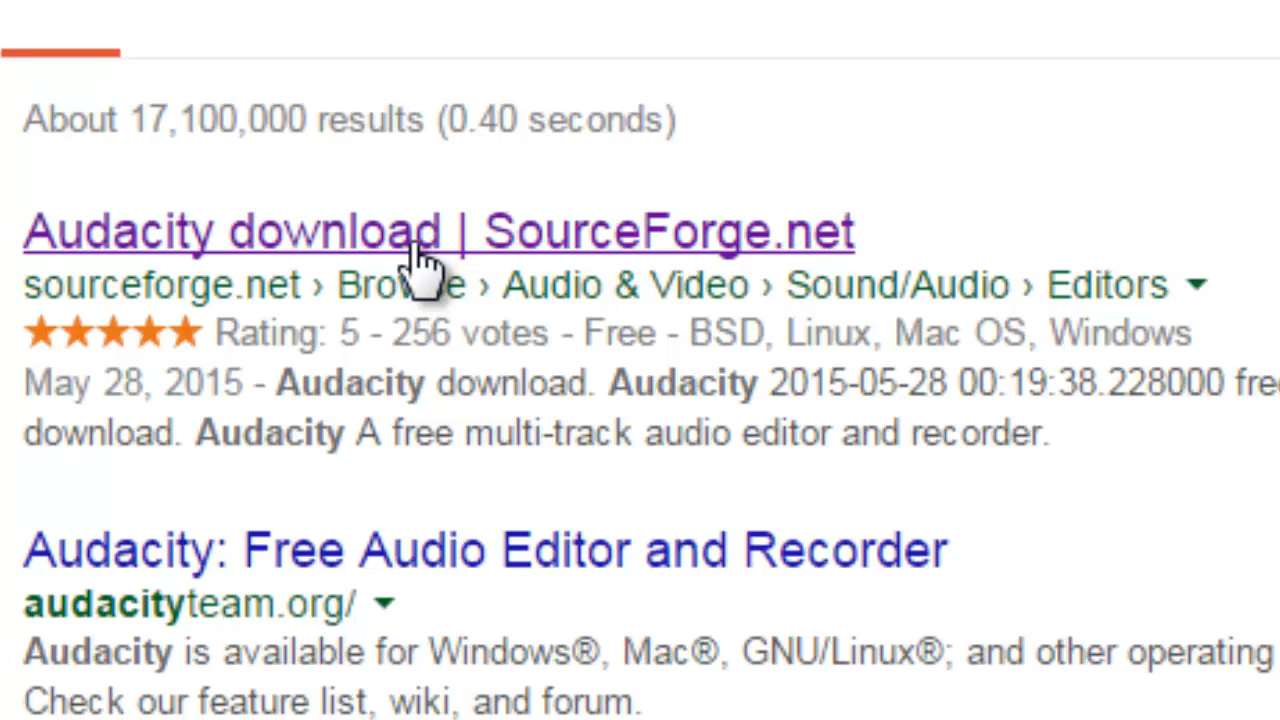 About 17,100,000 results (0.40 seconds)
Audacity download | SourceForge.net
sourceforge.net › Browse › Audio & Video › Sound/Audio › Editors
Rating: 5 - 256 votes - Free - BSD, Linux, Mac OS, Windows
May 28, 2015 - Audacity download. Audacity 2015-05-28 00:19:38.228000 free
download. Audacity A free multi-track audio editor and recorder.
Audacity: Free Audio Editor and Recorder
audacityteam.org/
Audacity is available for Windows®, Mac®, GNU/Linux®; and other operating
Check our feature list, wiki, and forum.